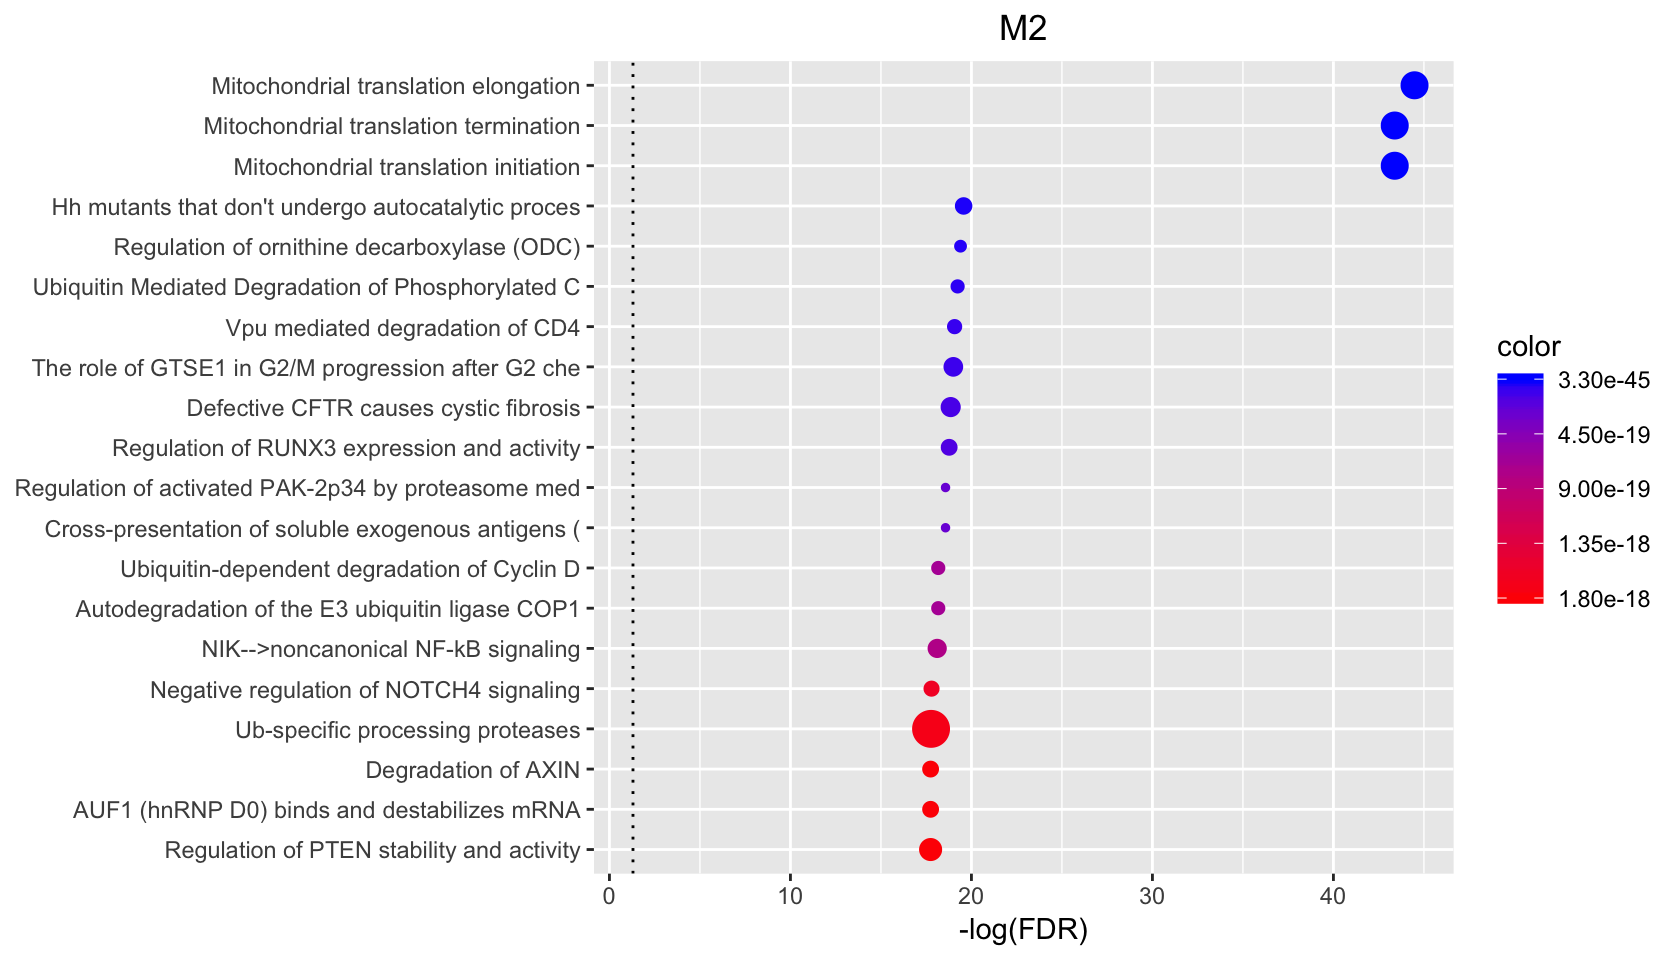 M2
Mitochondrial translation elongation
Mitochondrial translation termination
Mitochondrial translation initiation
Hh mutants that don't undergo autocatalytic proces
Regulation of ornithine decarboxylase (ODC)
Ubiquitin Mediated Degradation of Phosphorylated C
Vpu mediated degradation of CD4
The role of GTSE1 in G2/M progression after G2 che
Defective CFTR causes cystic fibrosis
Regulation of RUNX3 expression and activity
Regulation of activated PAK-2p34 by proteasome med
Cross-presentation of soluble exogenous antigens (
Ubiquitin-dependent degradation of Cyclin D
Autodegradation of the E3 ubiquitin ligase COP1
NIK-->noncanonical NF-kB signaling
Negative regulation of NOTCH4 signaling
Ub-specific processing proteases
Degradation of AXIN
AUF1 (hnRNP D0) binds and destabilizes mRNA
Regulation of PTEN stability and activity
0 10 20 30 40
-log(FDR)
color
3.30e-45
4.50e-19
9.00e-19
1.35e-18
1.80e-18